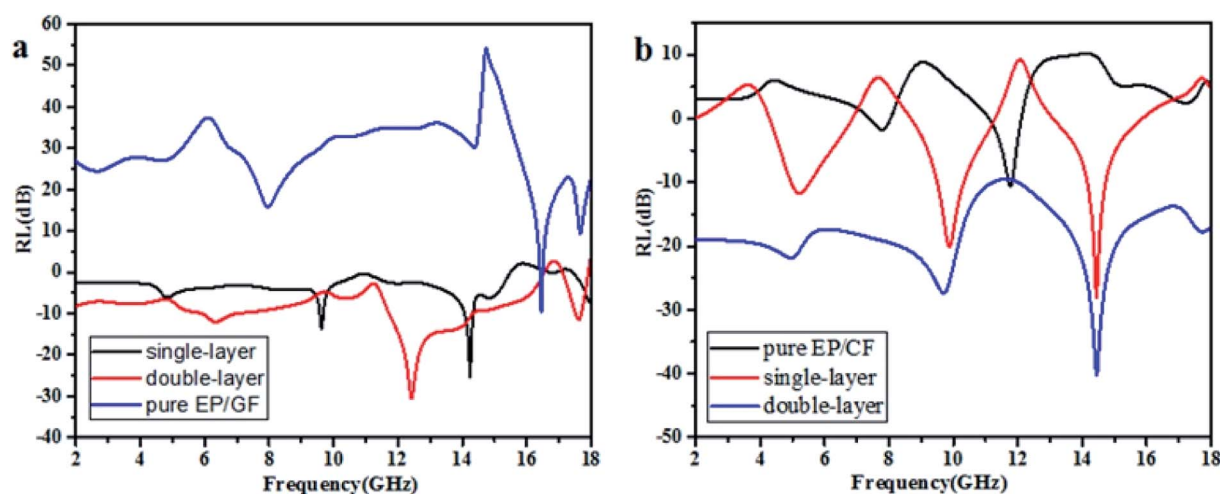 a
60
50
40
30
20
10
0
-10
-20
-30
-40
RL(dB)
single-layer
double-layer
pure EP/GF
2 4 6 8 10 12 14 16 18
Frequency(GHz)
b
10
0
-10
-20
-30
-40
-50
RL(dB)
pure EP/CF
single-layer
double-layer
2 4 6 8 10 12 14 16 18
Frequency(GHz)